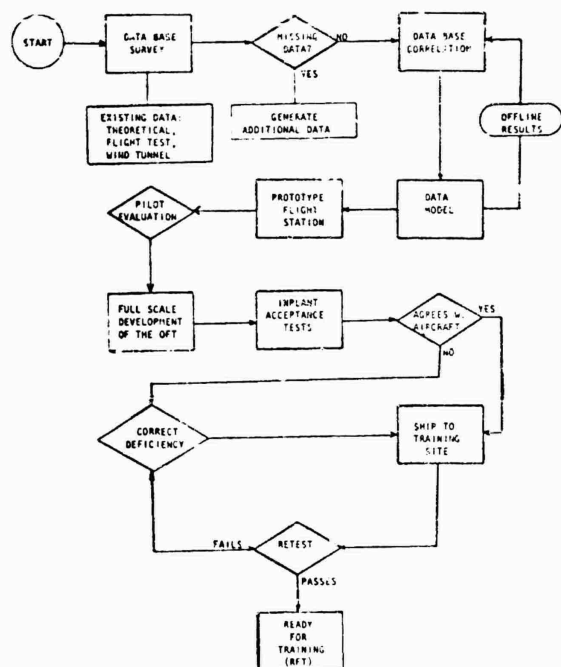 START
DATA BASE
SURVEY
MISSING
DATA?
NO
YES
DATA BASE
CORRELATION
EXISTING DATA:
THEORETICAL,
FLIGHT TEST,
WIND TUNNEL
GENERATE
ADDITIONAL DATA
OFFLINE
RESULTS
PILOT
EVALUATION
PROTOTYPE
FLIGHT
STATION
DATA
MODEL
FULL SCALE
DEVELOPMENT
OF THE OFT
INPLANT
ACCEPTANCE
TESTS
AGREES W.
AIRCRAFT
YES
NO
CORRECT
DEFICIENCY
SHIP TO
TRAINING
SITE
FAILS
RETEST
PASSES
READY
FOR
TRAINING
(RFT)